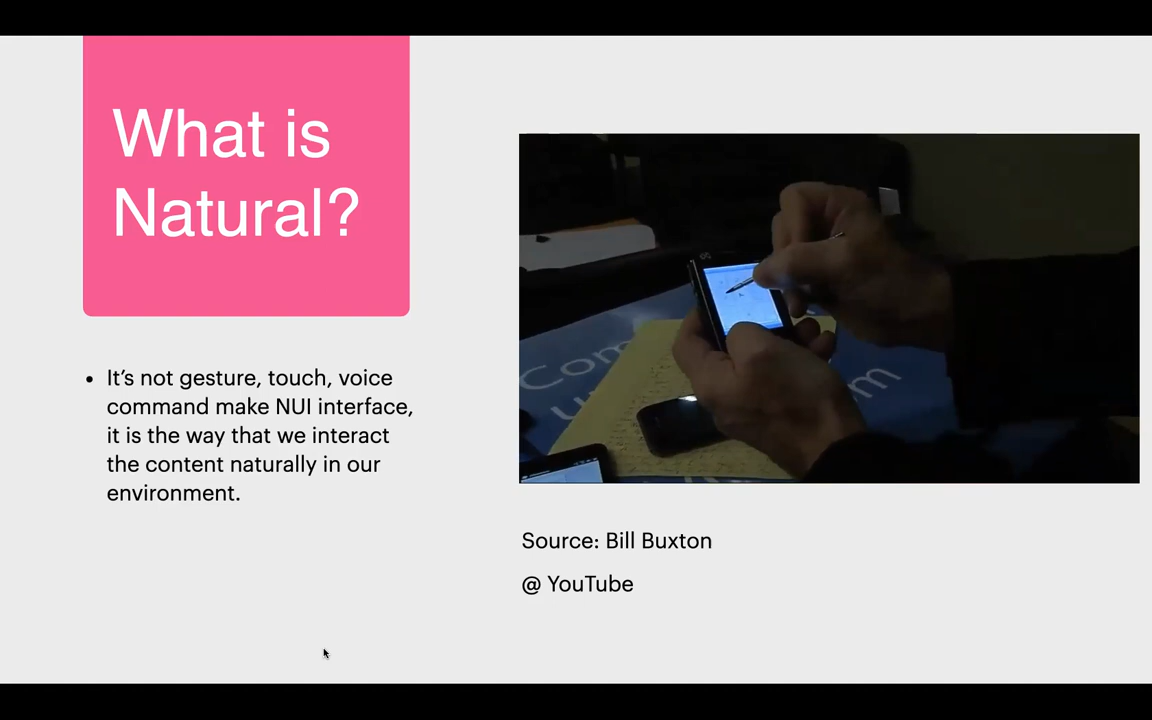 What is
Natural?
• It’s not gesture, touch, voice
command make NUI interface,
it is the way that we interact
the content naturally in our
environment.
Com
Source: Bill Buxton
@ YouTube